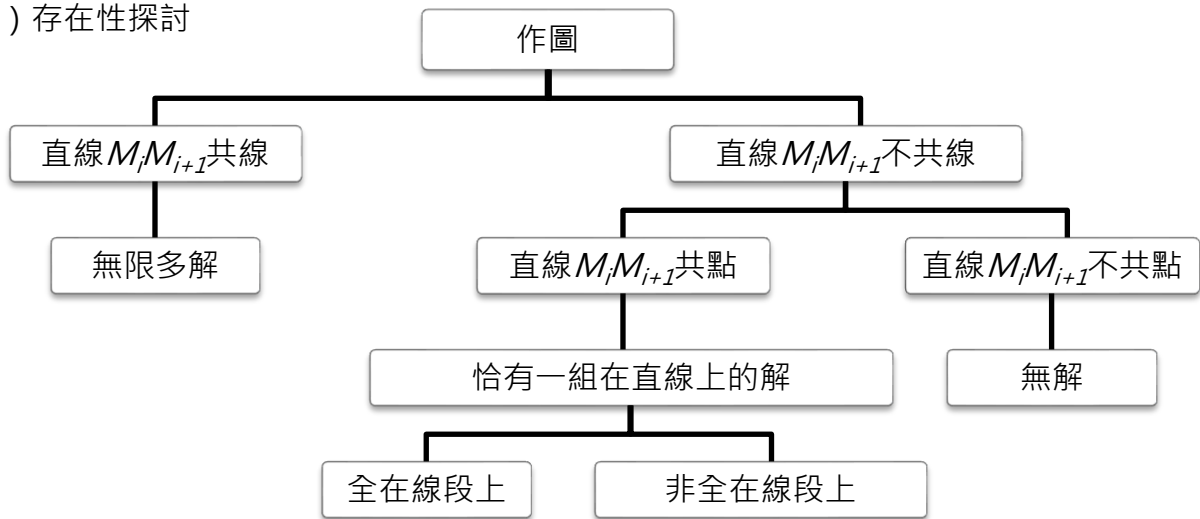 ) 存在性探討
作圖
直線MiMi+1共線
直線MiMi+1不共線
無限多解
直線MiMi+1共點
直線MiMi+1不共點
恰有一組在直線上的解
無解
全在線段上
非全在線段上